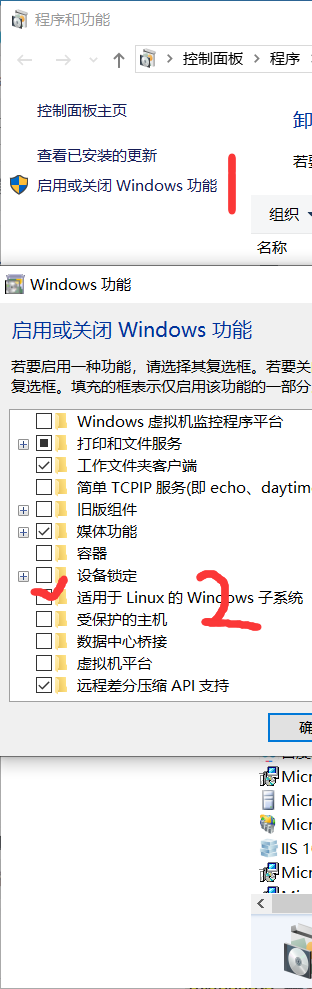 程序和功能
控制面板 程序
控制面板主页
卸
查看已安装的更新
若要
启用或关闭 Windows 功能
组织
名称
Windows 功能
启用或关闭 Windows 功能
若要启用一种功能，请选择其复选框。若要关
复选框。填充的框表示仅启用该功能的一部分
Windows 虚拟机监控程序平台
打印和文件服务
工作文件夹客户端
简单 TCPIP 服务(即 echo、daytime
旧版组件
媒体功能
容器
设备锁定
适用于 Linux 的 Windows 子系统
2
受保护的主机
数据中心桥接
虚拟机平台
远程差分压缩 API 支持
确
Micr
Micr
Micr
IIS 10
Micr